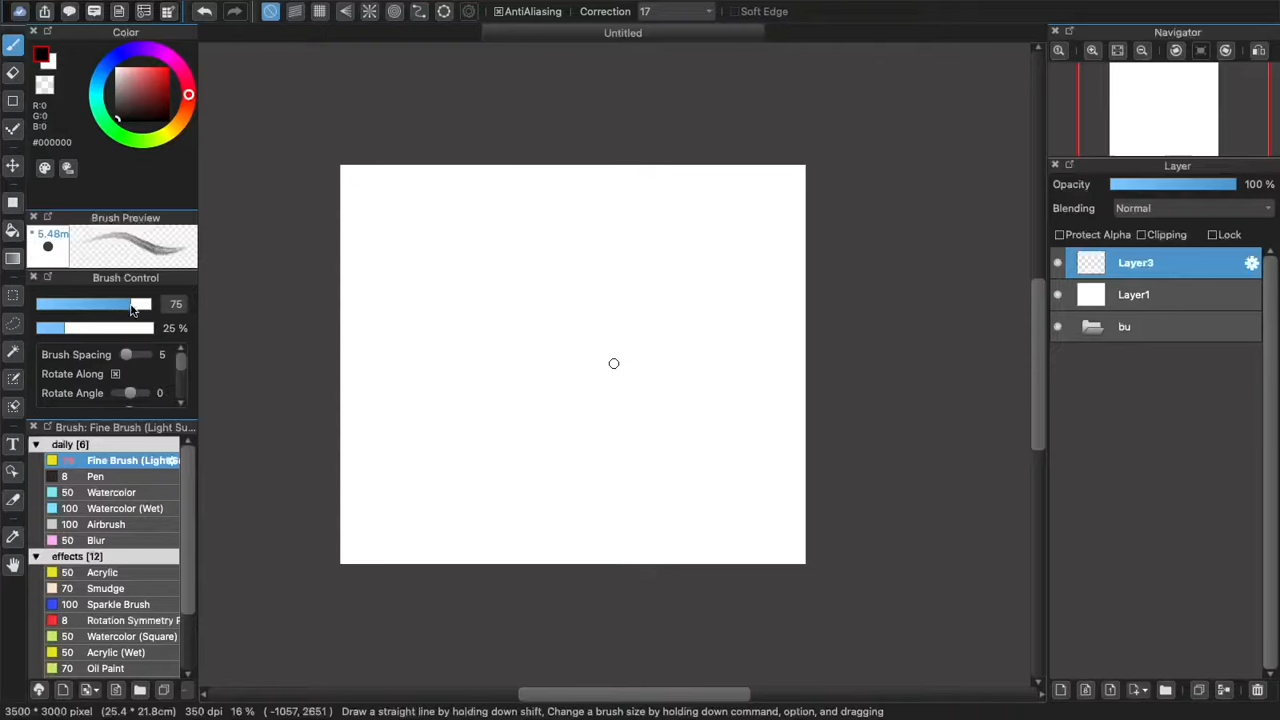 AntiAliasing Correction 17 Soft Edge
Untitled
Color
R:0
G:0
B:0
#000000
Brush Preview
* 5.48m
Brush Control
75
25 %
Brush Spacing 5
Rotate Along
Rotate Angle 0
Brush: Fine Brush (Light Su...
daily [6]
Fine Brush (Light
8 Pen
50 Watercolor
100 Watercolor (Wet)
100 Airbrush
50 Blur
effects [12]
50 Acrylic
70 Smudge
100 Sparkle Brush
8 Rotation Symmetry
50 Watercolor (Square)
50 Acrylic (Wet)
70 Oil Paint
Navigator
Layer
Opacity 100 %
Blending Normal
Protect Alpha Clipping Lock
Layer3
Layer1
bu
3500 * 3000 pixel (25.4 * 21.8cm) 350 dpi 16 % ( -1057, 2651) Draw a straight line by holding down shift, Change a brush size by holding down command, option, and dragging